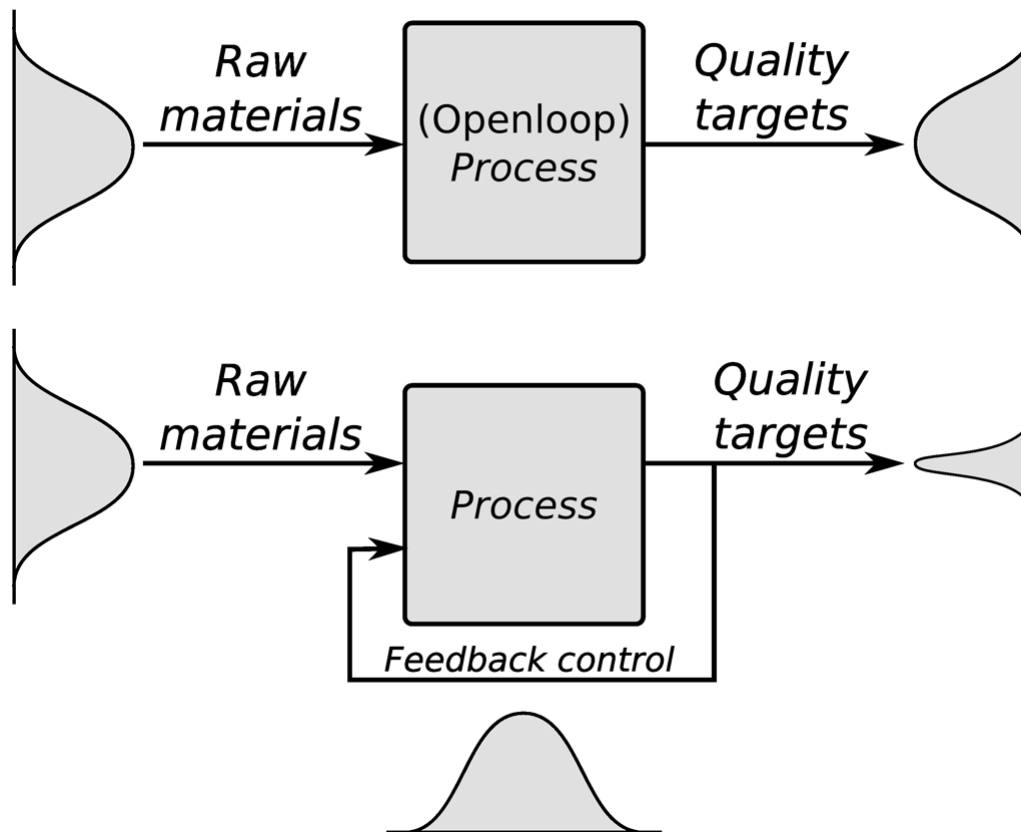 Raw
materials
(Openloop)
Process
Quality
targets
Raw
materials
Process
Quality
targets
Feedback control